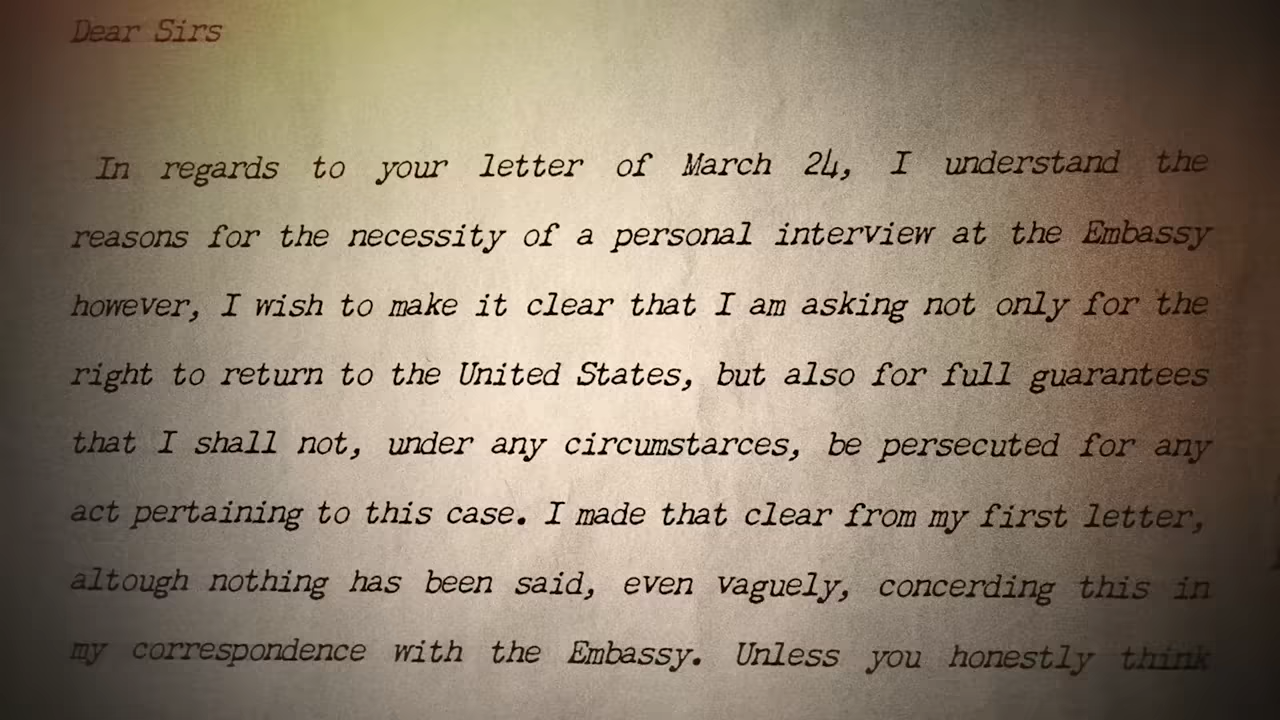 Dear Sirs
In regards to your letter of March 24, I understand the
reasons for the necessity of a personal interview at the Embassy
however, I wish to make it clear that I am asking not only for the
right to return to the United States, but also for full guarantees
that I shall not, under any circumstarces, be persecuted for any
act pertaining to this case. I made that clear from my first letter,
altough nothing has been said, even vaguely, concerding this in
my correspondence with the Embassy. Unless you honestly think